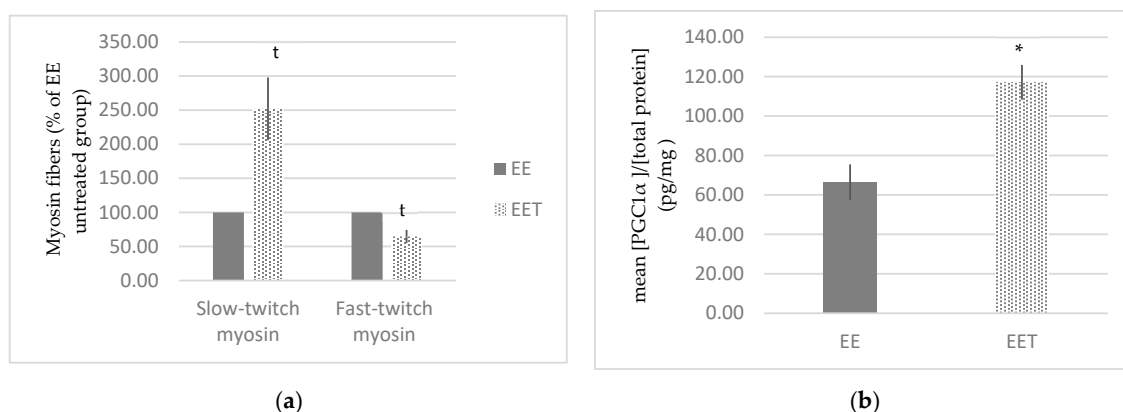 Myosin fibers (% of EE
untreated group)
350.00
300.00
250.00
200.00
150.00
100.00
50.00
0.00
t
t
Slow-twitch
myosin
Fast-twitch
myosin
EE
EET
(a)
mean [PGC1α ]/[total protein]
(pg/mg )
140.00
120.00
100.00
80.00
60.00
40.00
20.00
0.00
*
EE
EET
(b)